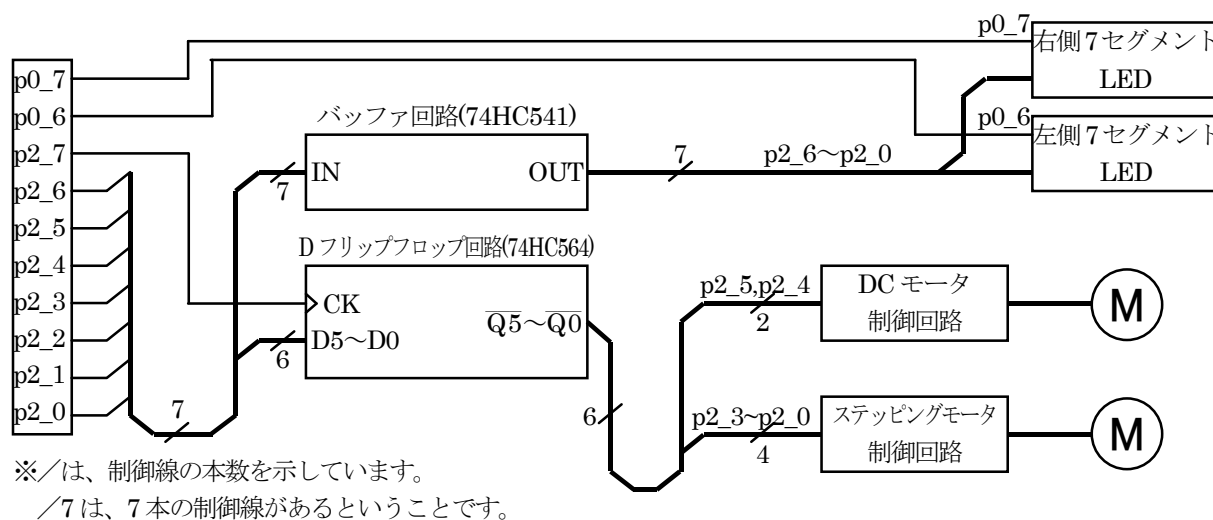 p0_7
p0_6
p2_7
p2_6
p2_5
p2_4
p2_3
p2_2
p2_1
p2_0
7
バッファ回路(74HC541)
IN
OUT
7
7
p2_6～p2_0
p0_7
右側7セグメント
LED
p0_6
左側7セグメント
LED
Dフリップフロップ回路(74HC564)
CK
D5～D0
Q5～Q0
6
6
p2_5,p2_4
2
DCモータ
制御回路
M
p2_3~p2_0
4
ステッピングモータ
制御回路
M
※／は、制御線の本数を示しています。
／7は、7本の制御線があるということです。